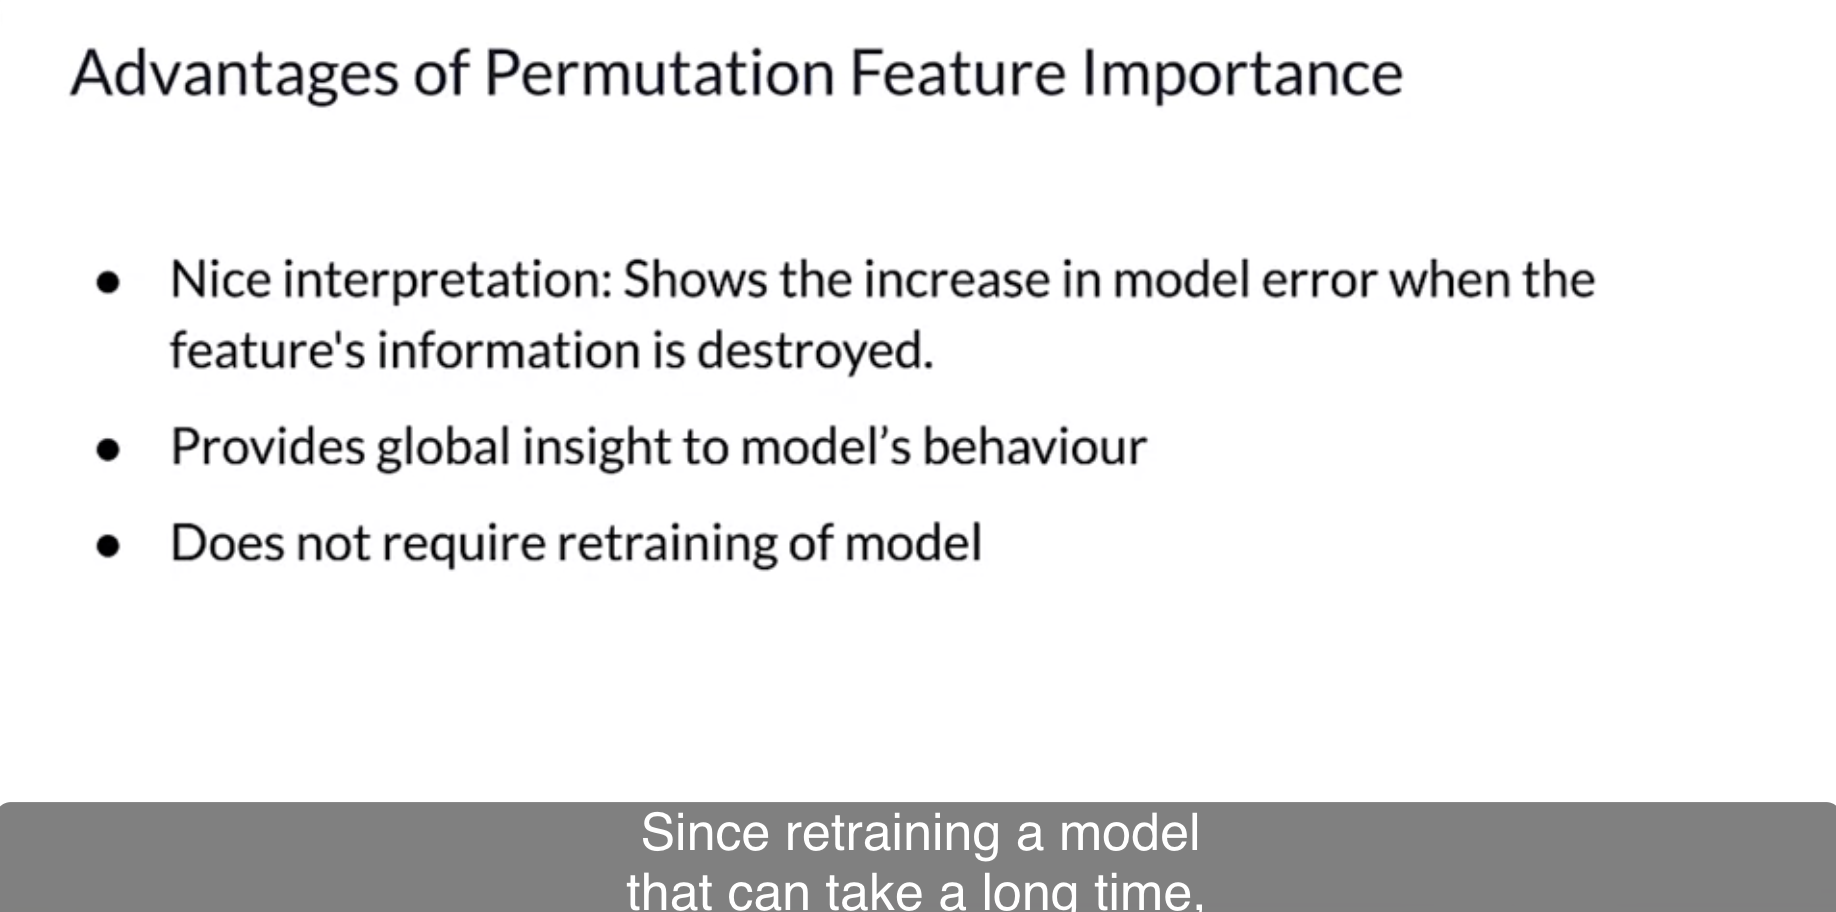 Advantages of Permutation Feature Importance
● Nice interpretation: Shows the increase in model error when the
feature's information is destroyed.
● Provides global insight to model’s behaviour
● Does not require retraining of model
Since retraining a model
that can take a long time,